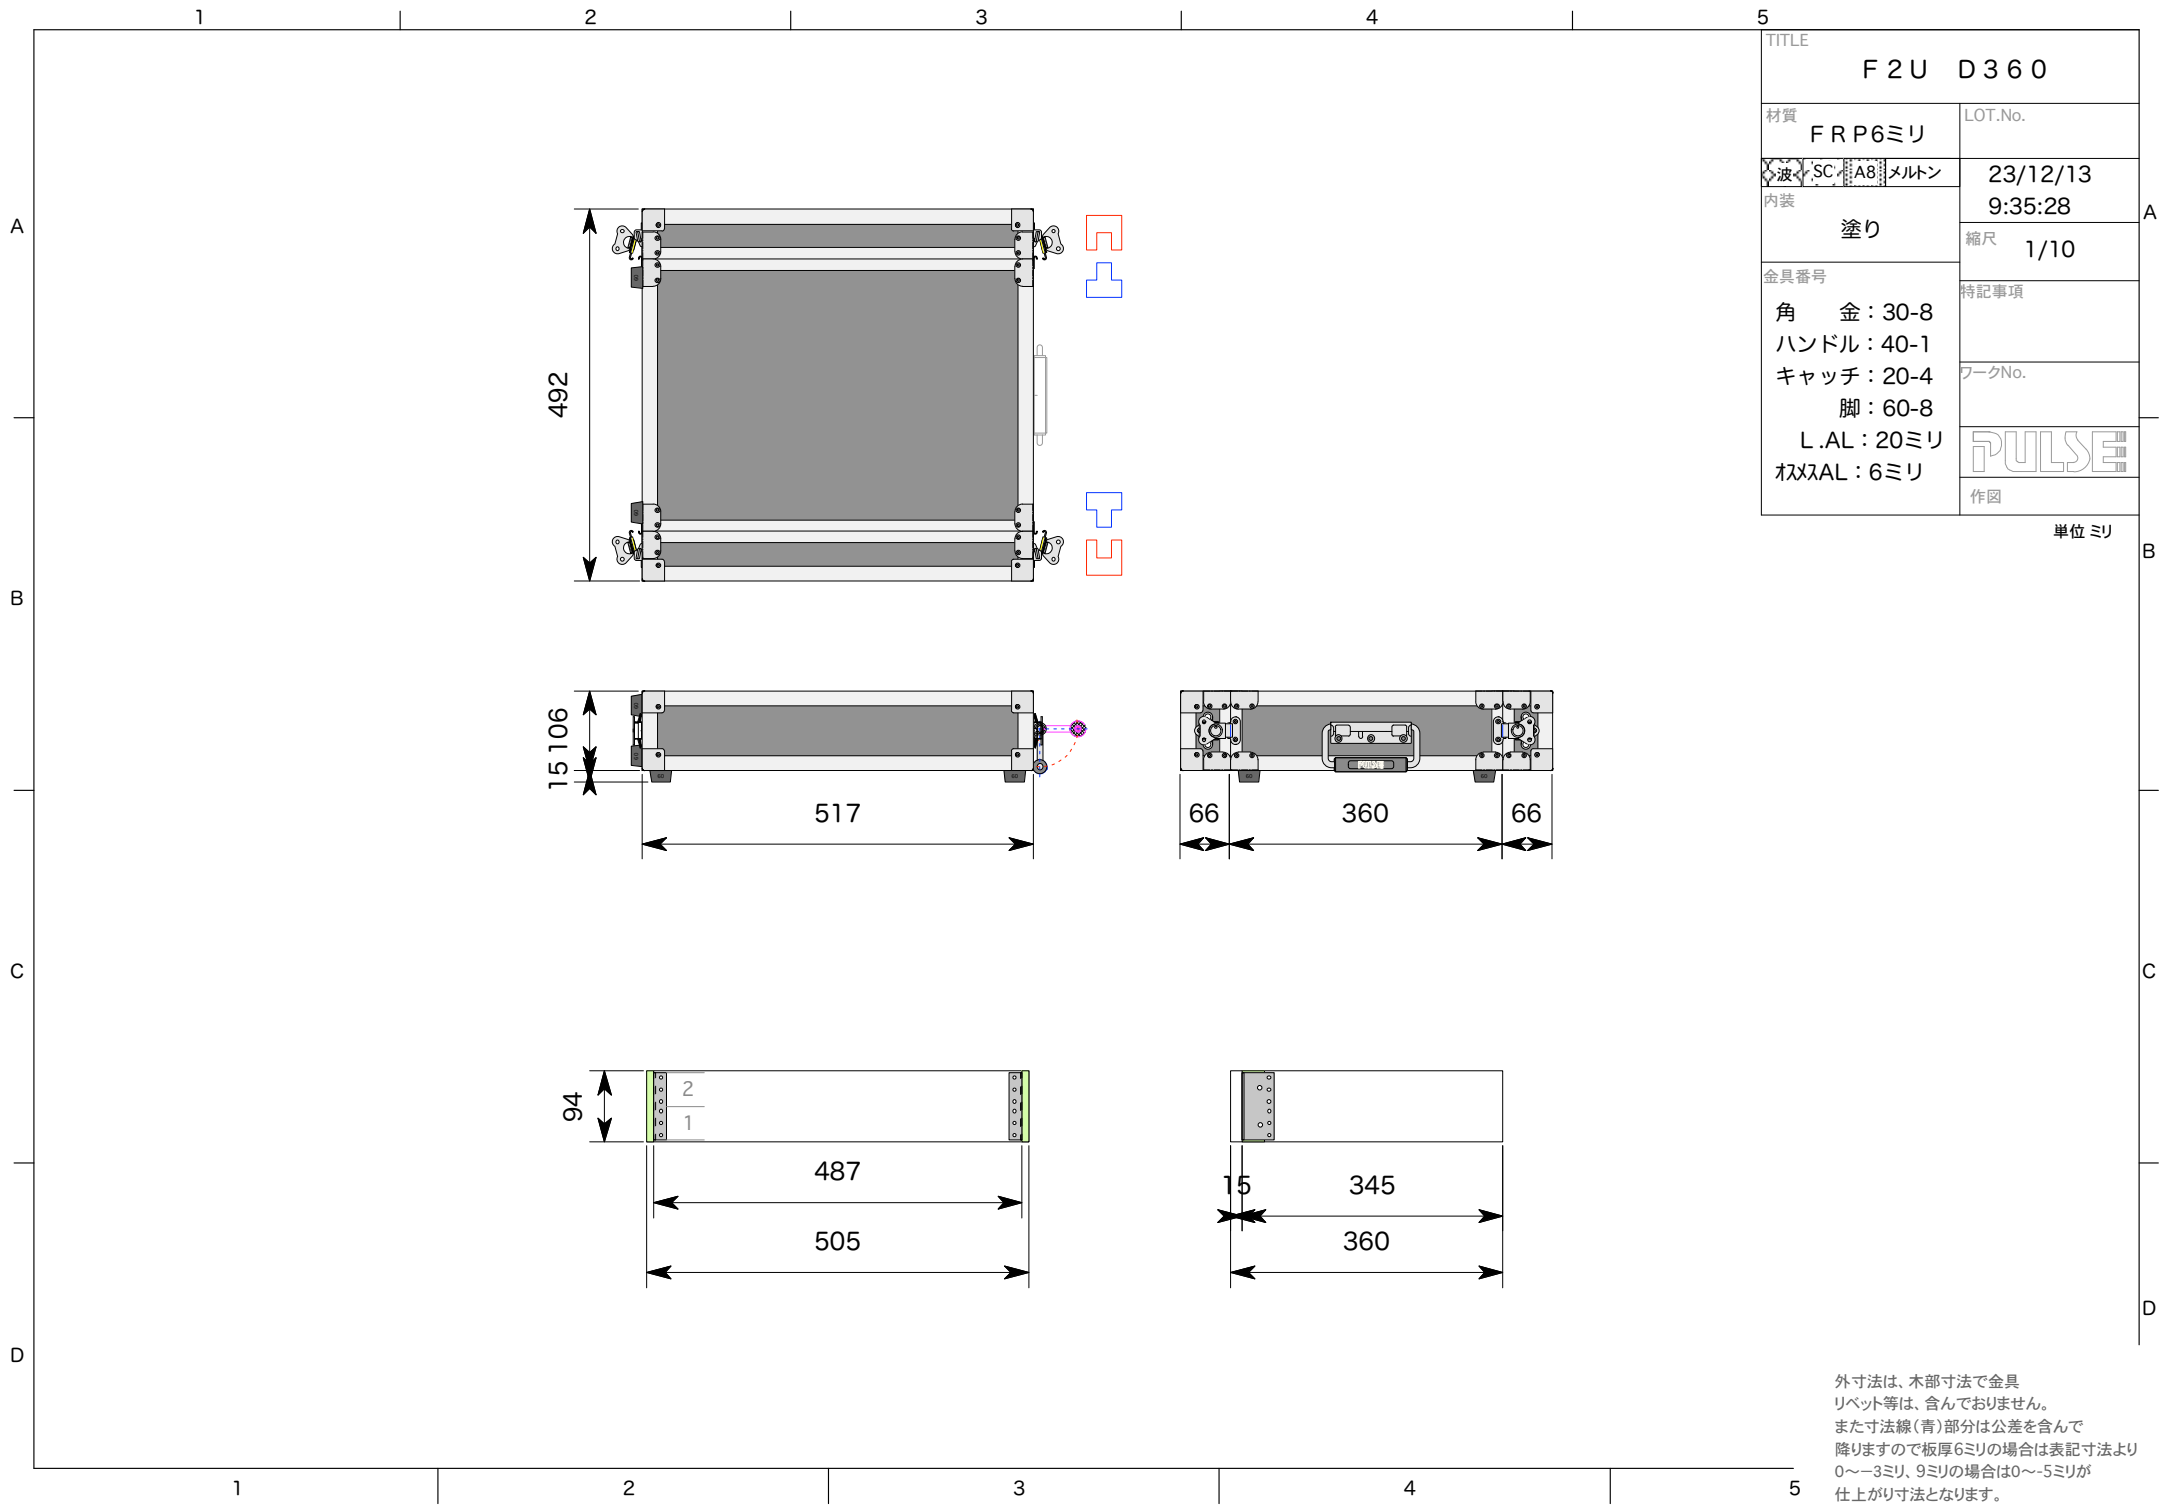 1 2 3 4 5
TITLE
F2U D360
材質
FRP6ミリ
LOT.No.
波 SC A8 メルトン
23/12/13
9:35:28
内装
塗り
縮尺 1/10
金具番号
角 金：30-8
ハンドル：40-1
キャッチ：20-4
脚：60-8
L.AL：20ミリ
オスメスAL：6ミリ
特記事項
ワークNo.
PULSE
作図
単位 ミリ
A A
B B
C C
D D
492
106
15
517
66 360 66
94
2
1
487
505
15 345
360
外寸法は、木部寸法で金具
リベット等は、含んでおりません。
また寸法線（青）部分は公差を含んで
降りますので板厚6ミリの場合は表記寸法より
0〜−3ミリ、9ミリの場合は0〜-5ミリが
仕上がり寸法となります。
1 2 3 4 5